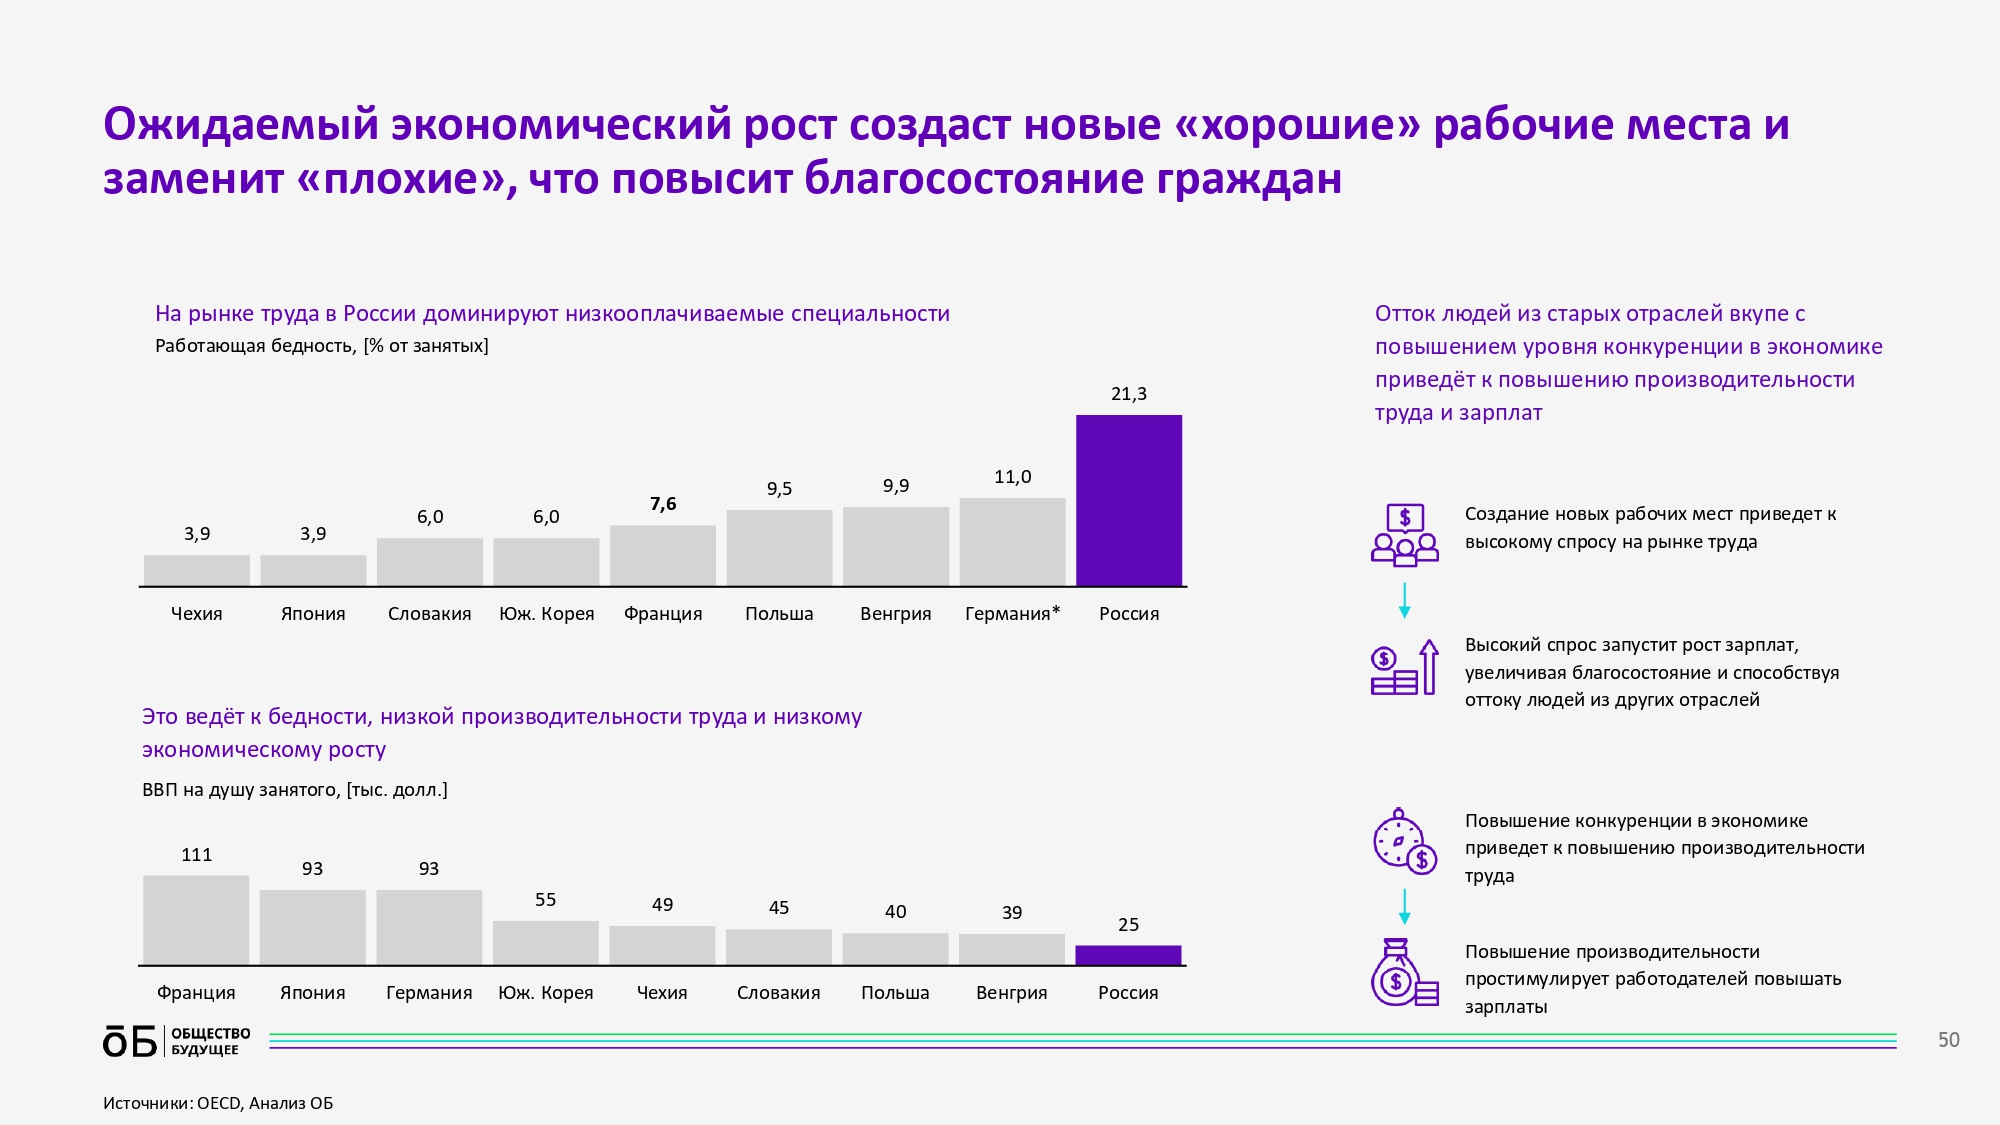 Ожидаемый экономический рост создаст новые «хорошие» рабочие места и
заменит «плохие», что повысит благосостояние граждан
На рынке труда в России доминируют низкооплачиваемые специальности
Работающая бедность, [% от занятых]
3,9
3,9
6,0
6,0
7,6
9,5
9,9
11,0
21,3
Чехия
Япония
Словакия
Юж. Корея
Франция
Польша
Венгрия
Германия*
Россия
Это ведёт к бедности, низкой производительности труда и низкому
экономическому росту
ВВП на душу занятого, [тыс. долл.]
111
93
93
55
49
45
40
39
25
Франция
Япония
Германия
Юж. Корея
Чехия
Словакия
Польша
Венгрия
Россия
Отток людей из старых отраслей вкупе с
повышением уровня конкуренции в экономике
приведёт к повышению производительности
труда и зарплат
$
Создание новых рабочих мест приведет к
высокому спросу на рынке труда
$
Высокий спрос запустит рост зарплат,
увеличивая благосостояние и способствуя
оттоку людей из других отраслей
$
Повышение конкуренции в экономике
приведет к повышению производительности
труда
$
Повышение производительности
простимулирует работодателей повышать
зарплаты
ōБ
ОБЩЕСТВО
БУДУЩЕЕ
50
Источники: OECD, Анализ ОБ